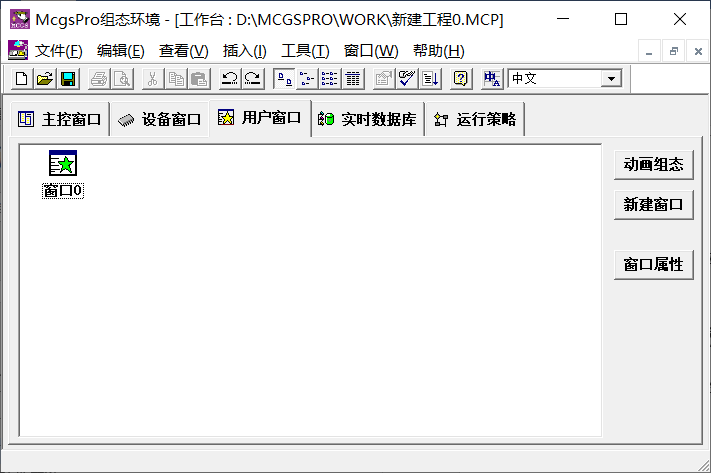 McgsPro组态环境 - [工作台 : D:\MCGSPRO\WORK\新建工程0.MCP]
文件(F) 编辑(E) 查看(V) 插入(I) 工具(T) 窗口(W) 帮助(H)
中文
主控窗口 设备窗口 用户窗口 实时数据库 运行策略
窗口0
动画组态
新建窗口
窗口属性